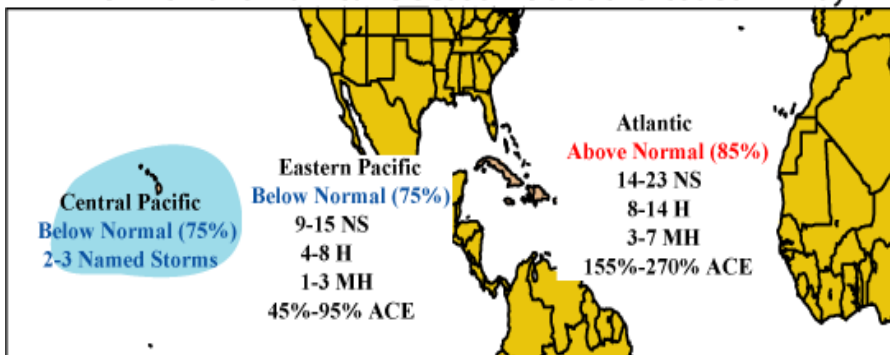 Central Pacific
Below Normal (75%)
2-3 Named Storms
Eastern Pacific
Below Normal (75%)
9-15 NS
4-8 H
1-3 MH
45%-95% ACE
Atlantic
Above Normal (85%)
14-23 NS
8-14 H
3-7 MH
155%-270% ACE